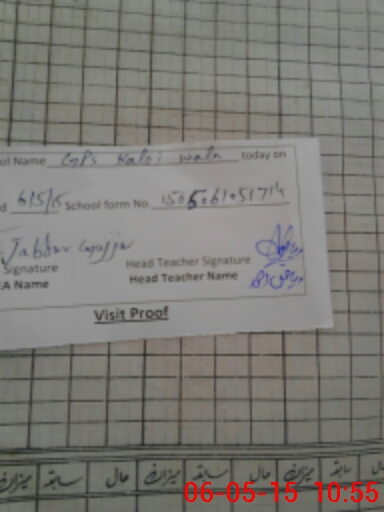 ol Name GPS Kaloi wala today on
d 6/5/15 School form No. 150506105171
Jabbar Gujjar
Signature Head Teacher Signature
A Name Head Teacher Name
Visit Proof
میزان سابقہ حال میزان سابقہ حال میزان سابقہ حال
06-05-15 10:55